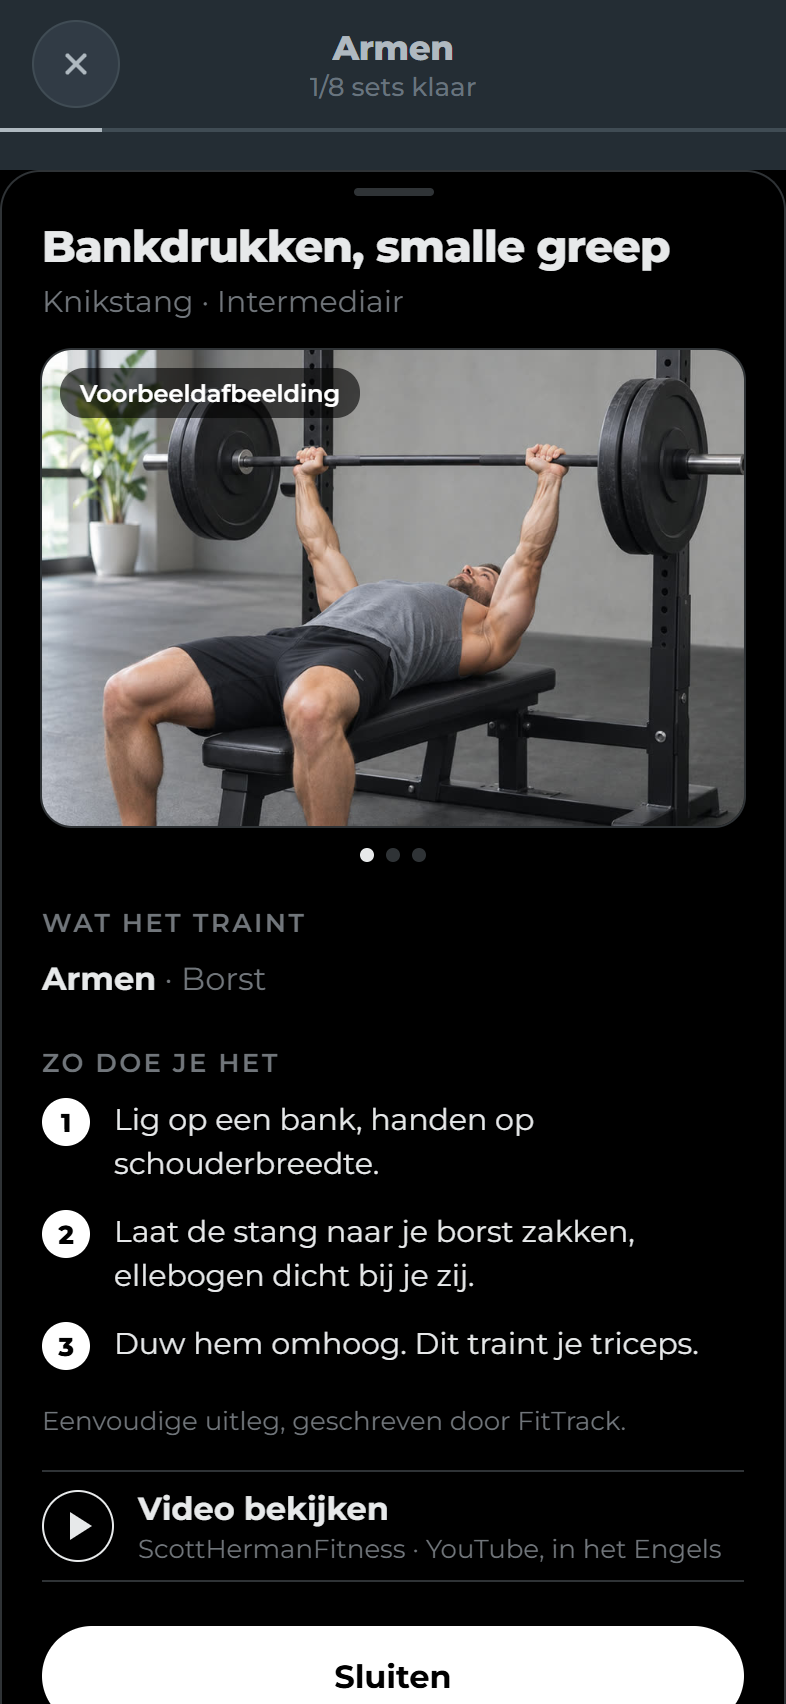 Armen
1/8 sets klaar
Bankdrukken, smalle greep
Knikstang · Intermediair
Voorbeeldafbeelding
WAT HET TRAINT
Armen · Borst
ZO DOE JE HET
1 Lig op een bank, handen op
schouderbreedte.
2 Laat de stang naar je borst zakken,
ellebogen dicht bij je zij.
3 Duw hem omhoog. Dit traint je triceps.
Eenvoudige uitleg, geschreven door FitTrack.
Video bekijken
ScottHermanFitness · YouTube, in het Engels
Sluiten